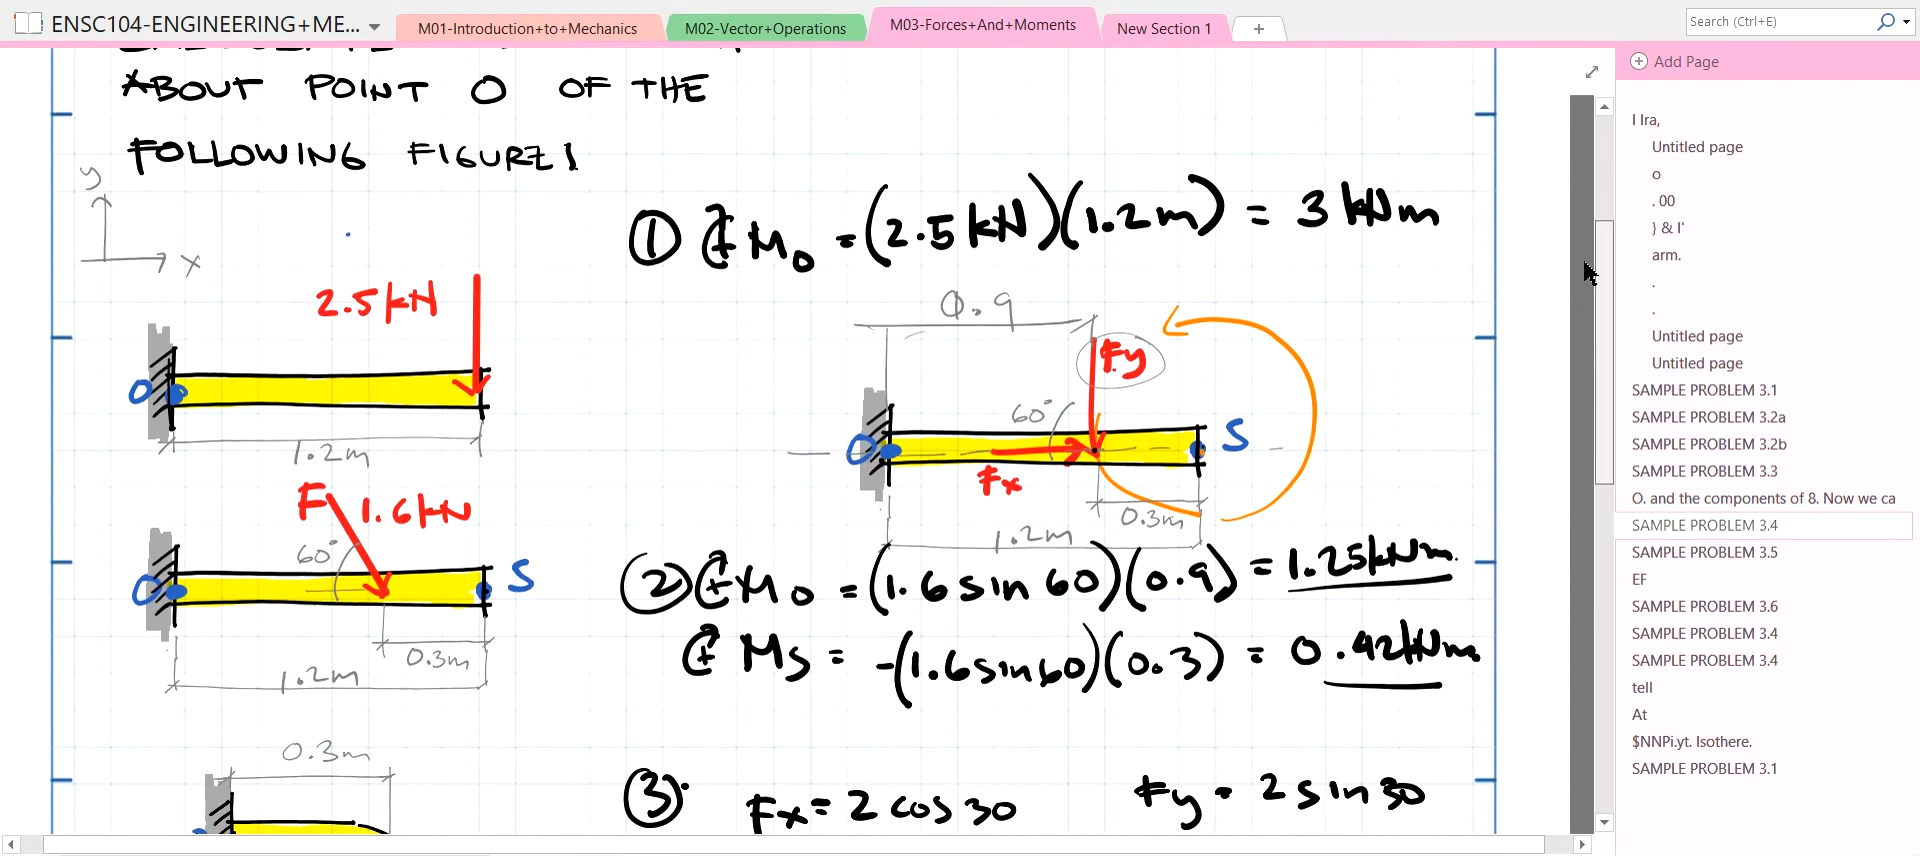 ENSC104-ENGINEERING+ME...
M01-Introduction+to+Mechanics
M02-Vector+Operations
M03-Forces+And+Moments
New Section 1
+
Search (Ctrl+E)
ABOUT POINT O OF THE
FOLLOWING FIGURE!
y
x
2.5kN
O
1.2m
F 1.6kN
60°
O
S
0.3m
1.2m
0.3m
① + Mo = (2.5kN)(1.2m) = 3 kNm
0.9
Fy
60°
O
S
Fx
0.3m
1.2m
② + Mo = (1.6 sin 60)(0.9) = 1.25kNm
+ Ms = -(1.6sin60)(0.3) = 0.42kNm
③ Fx = 2 cos 30 Fy = 2 sin 30
Add Page
I Ira,
Untitled page
o
. 00
} & I'
arm.
.
.
Untitled page
Untitled page
SAMPLE PROBLEM 3.1
SAMPLE PROBLEM 3.2a
SAMPLE PROBLEM 3.2b
SAMPLE PROBLEM 3.3
O. and the components of 8. Now we ca
SAMPLE PROBLEM 3.4
SAMPLE PROBLEM 3.5
EF
SAMPLE PROBLEM 3.6
SAMPLE PROBLEM 3.4
SAMPLE PROBLEM 3.4
tell
At
$NNPi.yt. Isothere.
SAMPLE PROBLEM 3.1